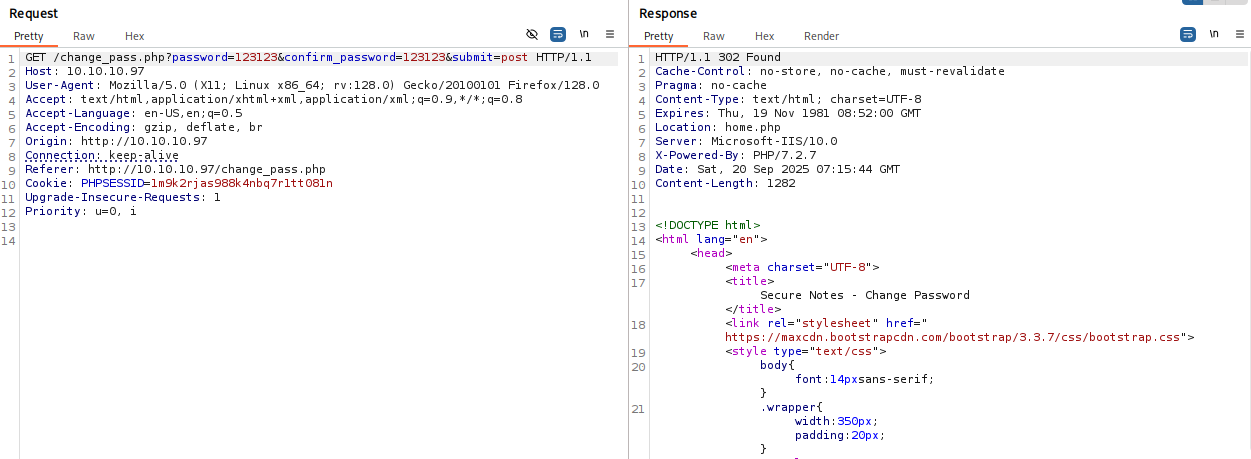 Request
Pretty Raw Hex
\n
1 GET /change_pass.php?password=123123&confirm_password=123123&submit=post HTTP/1.1
2 Host: 10.10.10.97
3 User-Agent: Mozilla/5.0 (X11; Linux x86_64; rv:128.0) Gecko/20100101 Firefox/128.0
4 Accept: text/html,application/xhtml+xml,application/xml;q=0.9,*/*;q=0.8
5 Accept-Language: en-US,en;q=0.5
6 Accept-Encoding: gzip, deflate, br
7 Origin: http://10.10.10.97
8 Connection: keep-alive
9 Referer: http://10.10.10.97/change_pass.php
10 Cookie: PHPSESSID=1m9k2rjas988k4nbq7r1tt081n
11 Upgrade-Insecure-Requests: 1
12 Priority: u=0, i
13
14
Response
Pretty Raw Hex Render
\n
1 HTTP/1.1 302 Found
2 Cache-Control: no-store, no-cache, must-revalidate
3 Pragma: no-cache
4 Content-Type: text/html; charset=UTF-8
5 Expires: Thu, 19 Nov 1981 08:52:00 GMT
6 Location: home.php
7 Server: Microsoft-IIS/10.0
8 X-Powered-By: PHP/7.2.7
9 Date: Sat, 20 Sep 2025 07:15:44 GMT
10 Content-Length: 1282
11
12
13 <!DOCTYPE html>
14 <html lang="en">
15 <head>
16 <meta charset="UTF-8">
17 <title>
Secure Notes - Change Password
</title>
18 <link rel="stylesheet" href="
https://maxcdn.bootstrapcdn.com/bootstrap/3.3.7/css/bootstrap.css">
19 <style type="text/css">
20 body{
font:14pxsans-serif;
}
21 .wrapper{
width:350px;
padding:20px;
}